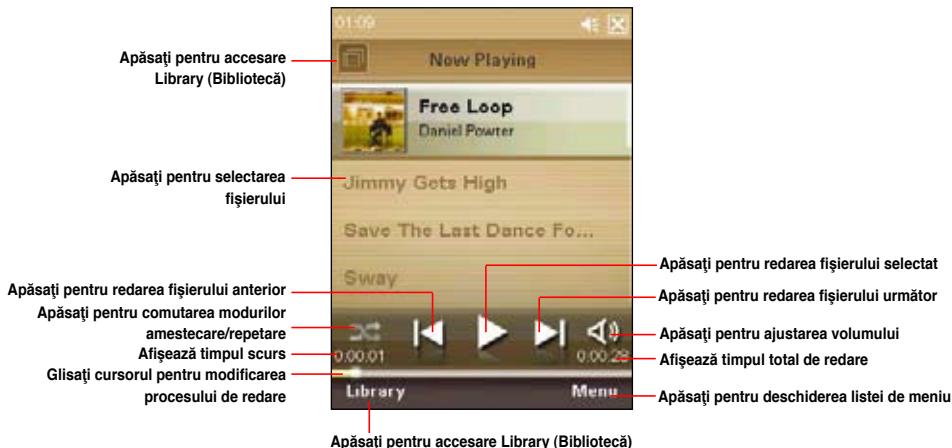 01:09
Apăsaţi pentru accesare
Library (Bibliotecă)
Now Playing
Free Loop
Daniel Powter
Apăsaţi pentru selectarea
fişierului
Jimmy Gets High
Save The Last Dance Fo...
Sway
Apăsaţi pentru redarea fişierului selectat
Apăsaţi pentru redarea fişierului anterior
Apăsaţi pentru redarea fişierului următor
Apăsaţi pentru comutarea modurilor
amestecare/repetare
Apăsaţi pentru ajustarea volumului
Afişează timpul scurs
0:00:01
0:00:28
Afişează timpul total de redare
Glisaţi cursorul pentru modificarea
procesului de redare
Library
Menu
Apăsaţi pentru deschiderea listei de meniu
Apăsaţi pentru accesare Library (Bibliotecă)